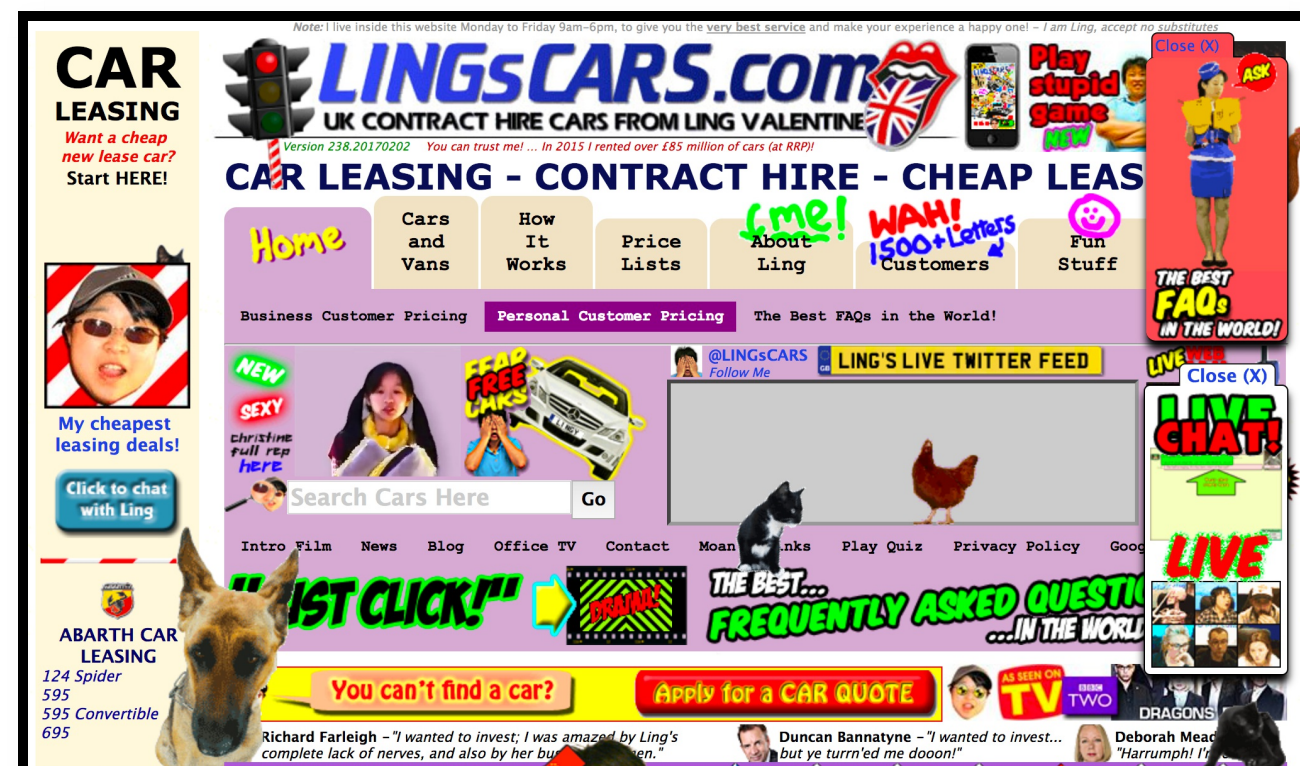 Note: I live inside this website Monday to Friday 9am-6pm, to give you the very best service and make your experience a happy one! - I am Ling, accept no substitutes
CAR
LEASING
Want a cheap
new lease car?
Start HERE!
My cheapest
leasing deals!
Click to chat
with Ling
ABARTH CAR
LEASING
124 Spider
595
595 Convertible
695
LINGsCARS.com
UK CONTRACT HIRE CARS FROM LING VALENTINE
Version 238.20170202 You can trust me! ... In 2015 I rented over £85 million of cars (at RRP)!
Play
stupid
game
NEW
CAR LEASING - CONTRACT HIRE - CHEAP LEAS
Home
Cars
and
Vans
How
It
Works
Price
Lists
(me!
About
Ling
WAH!
1500+Letters
Customers
Fun
Stuff
Business Customer Pricing
Personal Customer Pricing
The Best FAQs in the World!
NEW
SEXY
christine
full rep
here
FREE
LINGY
Search Cars Here
Go
@LINGsCARS
Follow Me
GB
LING'S LIVE TWITTER FEED
Intro Film News Blog Office TV Contact Moan Play Quiz Privacy Policy Goog
CLICK!"
DRAMA!
THE BEST...
FREQUENTLY ASKED QUESTI
...IN THE WORL
You can't find a car?
Apply for a CAR QUOTE
AS SEEN ON
TV
BBC
TWO
DRAGONS
Richard Farleigh - "I wanted to invest; I was amazed by Ling's
complete lack of nerves, and also by her
Duncan Bannatyne - "I wanted to invest...
but ye turrn'ed me dooon!"
Deborah Mead
"Harrumph!
Close (X)
ASK
THE BEST
FAQs
IN THE WORLD!
LIVE
Close (X)
LIVE
CHAT!
LIVE